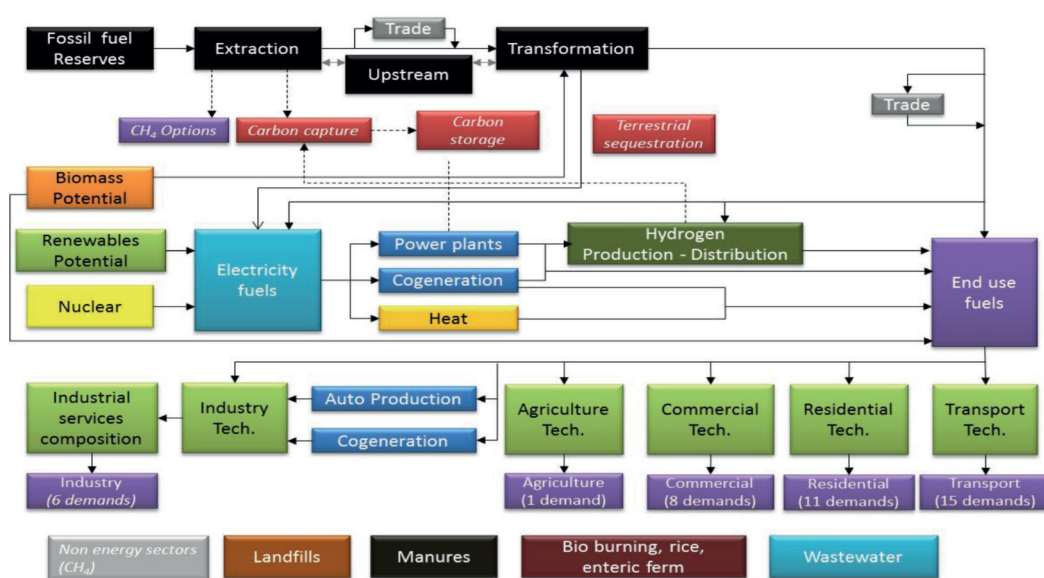 Fossil fuel
Reserves
Extraction
Trade
Upstream
Transformation
Trade
CH₄ Options
Carbon capture
Carbon
storage
Terrestrial
sequestration
Biomass
Potential
Renewables
Potential
Nuclear
Electricity
fuels
Power plants
Cogeneration
Heat
Hydrogen
Production - Distribution
End use
fuels
Industrial
services
composition
Industry
Tech.
Auto Production
Cogeneration
Agriculture
Tech.
Commercial
Tech.
Residential
Tech.
Transport
Tech.
Industry
(6 demands)
Agriculture
(1 demand)
Commercial
(8 demands)
Residential
(11 demands)
Transport
(15 demands)
Non energy sectors
(CH₄)
Landfills
Manures
Bio burning, rice,
enteric ferm
Wastewater